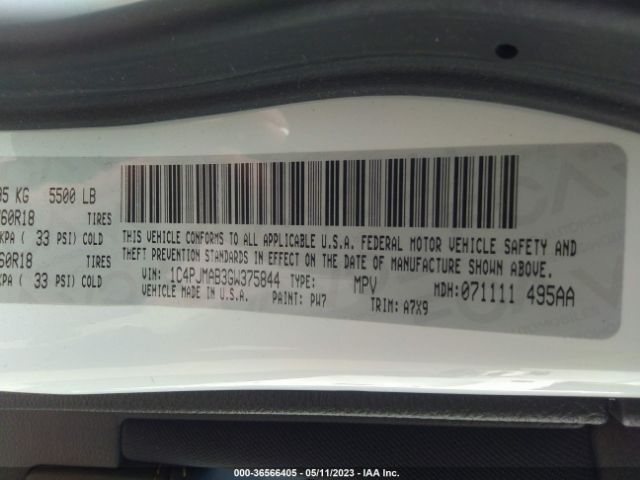 95 KG 5500 LB
60R18 TIRES
KPA ( 33 PSI) COLD
60R18 TIRES
KPA ( 33 PSI) COLD
THIS VEHICLE CONFORMS TO ALL APPLICABLE U.S.A. FEDERAL MOTOR VEHICLE SAFETY AND
THEFT PREVENTION STANDARDS IN EFFECT ON THE DATE OF MANUFACTURE SHOWN ABOVE.
VIN: 1C4PJMAB3GW375844 TYPE: MPV MDH: 071111 495AA
VEHICLE MADE IN U.S.A. PAINT: PW7 TRIM: A7X9
000-36566405 - 05/11/2023 - IAA Inc.